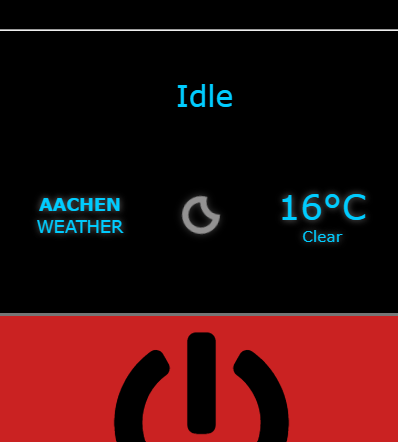 Idle
AACHEN
WEATHER
16°C
Clear